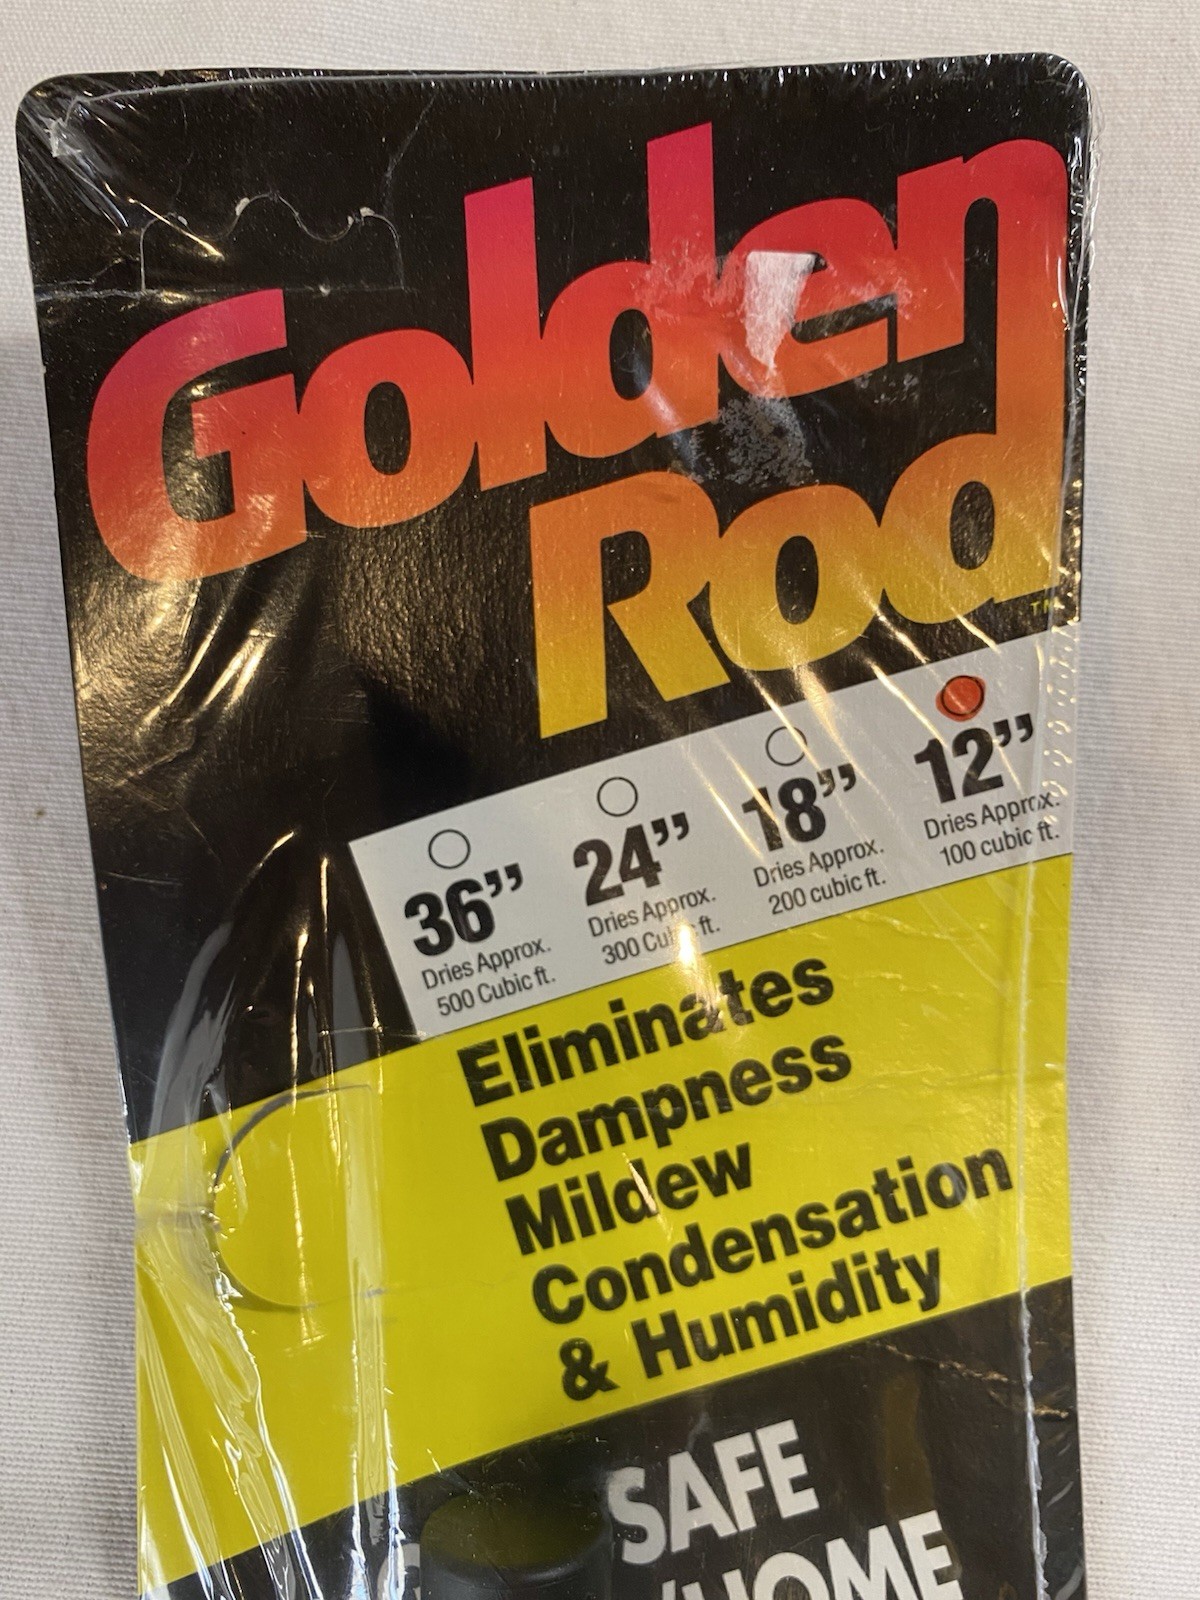 Golden
Rod
TM
36”
Dries Approx.
500 Cubic ft.
24”
Dries Approx.
300 Cubic ft.
18”
Dries Approx.
200 cubic ft.
12”
Dries Approx.
100 cubic ft.
Eliminates
Dampness
Mildew
Condensation
& Humidity
SAFE
/HOME